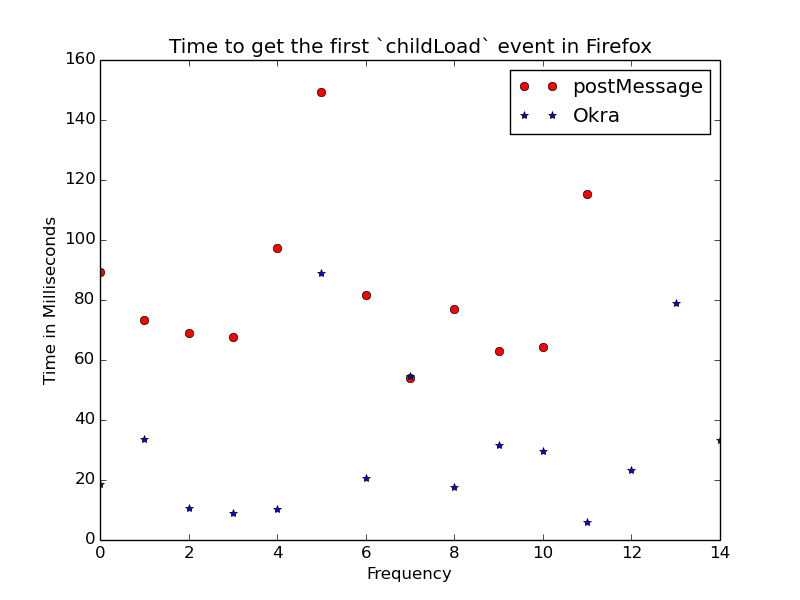 Time to get the first `childLoad` event in Firefox
postMessage
Okra
Time in Milliseconds
160
140
120
100
80
60
40
20
0
0 2 4 6 8 10 12 14
Frequency